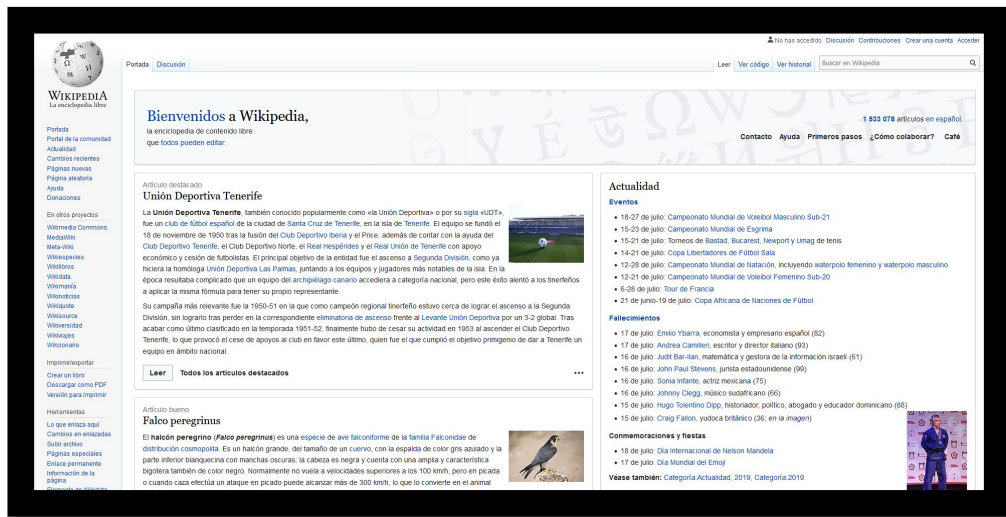 No has accedido Discusión Contribuciones Crear una cuenta Acceder
Portada Discusión
Leer Ver código Ver historial Buscar en Wikipedia
WIKIPEDIA
La enciclopedia libre
Portada
Portal de la comunidad
Actualidad
Cambios recientes
Páginas nuevas
Página aleatoria
Ayuda
Donaciones
En otros proyectos
Wikimedia Commons
MediaWiki
Meta-Wiki
Wikiespecies
Wikilibros
Wikidata
Wikimanía
Wikinoticias
Wikiquote
Wikisource
Wikiversidad
Wikiviajes
Wikcionario
Imprimir/exportar
Crear un libro
Descargar como PDF
Versión para imprimir
Herramientas
Lo que enlaza aquí
Cambios en enlazadas
Subir archivo
Páginas especiales
Enlace permanente
Información de la
página
Elemento de Wikidata
Bienvenidos a Wikipedia,
la enciclopedia de contenido libre
que todos pueden editar.
1 533 078 artículos en español
Contacto Ayuda Primeros pasos ¿Cómo colaborar? Café
Artículo destacado
Unión Deportiva Tenerife
La Unión Deportiva Tenerife, también conocido popularmente como «la Unión Deportiva» o por su sigla «UDT»,
fue un club de fútbol español de la ciudad de Santa Cruz de Tenerife, en la isla de Tenerife. El equipo se fundó el
18 de noviembre de 1950 tras la fusión del Club Deportivo Iberia y el Price, además de contar con la ayuda del
Club Deportivo Tenerife, el Club Deportivo Norte, el Real Hespérides y el Real Unión de Tenerife con apoyo
económico y cesión de futbolistas. El principal objetivo de la entidad fue el ascenso a Segunda División, como ya
hiciera la homóloga Unión Deportiva Las Palmas, juntando a los equipos y jugadores más notables de la isla. En la
época resultaba complicado que un equipo del archipiélago canario accediera a categoría nacional, pero este éxito alentó a los tinerfeños
a aplicar la misma fórmula para tener su propio representante.
Su campaña más relevante fue la 1950-51 en la que como campeón regional tinerfeño estuvo cerca de lograr el ascenso a la Segunda
División, sin lograrlo tras perder en la correspondiente eliminatoria de ascenso frente al Levante Unión Deportiva por un 3-2 global. Tras
acabar como último clasificado en la temporada 1951-52, finalmente hubo de cesar su actividad en 1953 al ascender el Club Deportivo
Tenerife, lo que provocó el cese de apoyos al club en favor este último, quien fue el que cumplió el objetivo primigenio de dar a Tenerife un
equipo en ámbito nacional.
Leer Todos los artículos destacados
Artículo bueno
Falco peregrinus
El halcón peregrino (Falco peregrinus) es una especie de ave falconiforme de la familia Falconidae de
distribución cosmopolita. Es un halcón grande, del tamaño de un cuervo, con la espalda de color gris azulado y la
parte inferior blanquecina con manchas oscuras; la cabeza es negra y cuenta con una amplia y característica
bigotera también de color negro. Normalmente no vuela a velocidades superiores a los 100 km/h, pero en picada
o cuando caza efectúa un ataque en picado puede alcanzar más de 300 km/h, lo que lo convierte en el animal
Actualidad
Eventos
18-27 de julio: Campeonato Mundial de Voleibol Masculino Sub-21
15-23 de julio: Campeonato Mundial de Esgrima
15-21 de julio: Torneos de Bastad, Bucarest, Newport y Umag de tenis
14-21 de julio: Copa Libertadores de Fútbol Sala
12-28 de julio: Campeonato Mundial de Natación, incluyendo waterpolo femenino y waterpolo masculino
12-21 de julio: Campeonato Mundial de Voleibol Femenino Sub-20
6-28 de julio: Tour de Francia
21 de junio-19 de julio: Copa Africana de Naciones de Fútbol
Fallecimientos
17 de julio: Emilio Ybarra, economista y empresario español (82)
17 de julio: Andrea Camilleri, escritor y director italiano (93)
16 de julio: Judit Bar-Ilan, matemática y gestora de la información israelí (61)
16 de julio: John Paul Stevens, jurista estadounidense (99)
16 de julio: Sonia Infante, actriz mexicana (75)
16 de julio: Johnny Clegg, músico sudafricano (66)
15 de julio: Hugo Tolentino Dipp, historiador, político, abogado y educador dominicano (88)
15 de julio: Craig Fallon, yudoca británico (36; en la imagen)
Conmemoraciones y fiestas
18 de julio: Día Internacional de Nelson Mandela
17 de julio: Día Mundial del Emoji
Véase también: Categoría:Actualidad, 2019, Categoría:2019